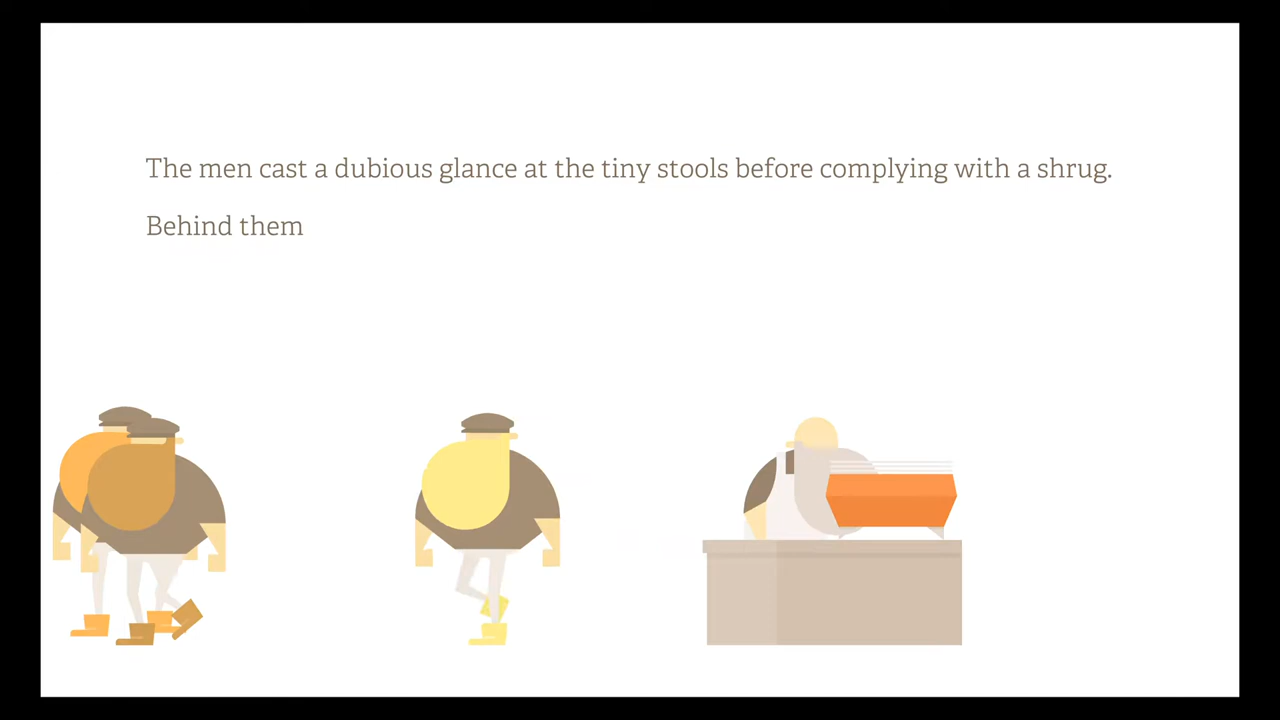 The men cast a dubious glance at the tiny stools before complying with a shrug.
Behind them